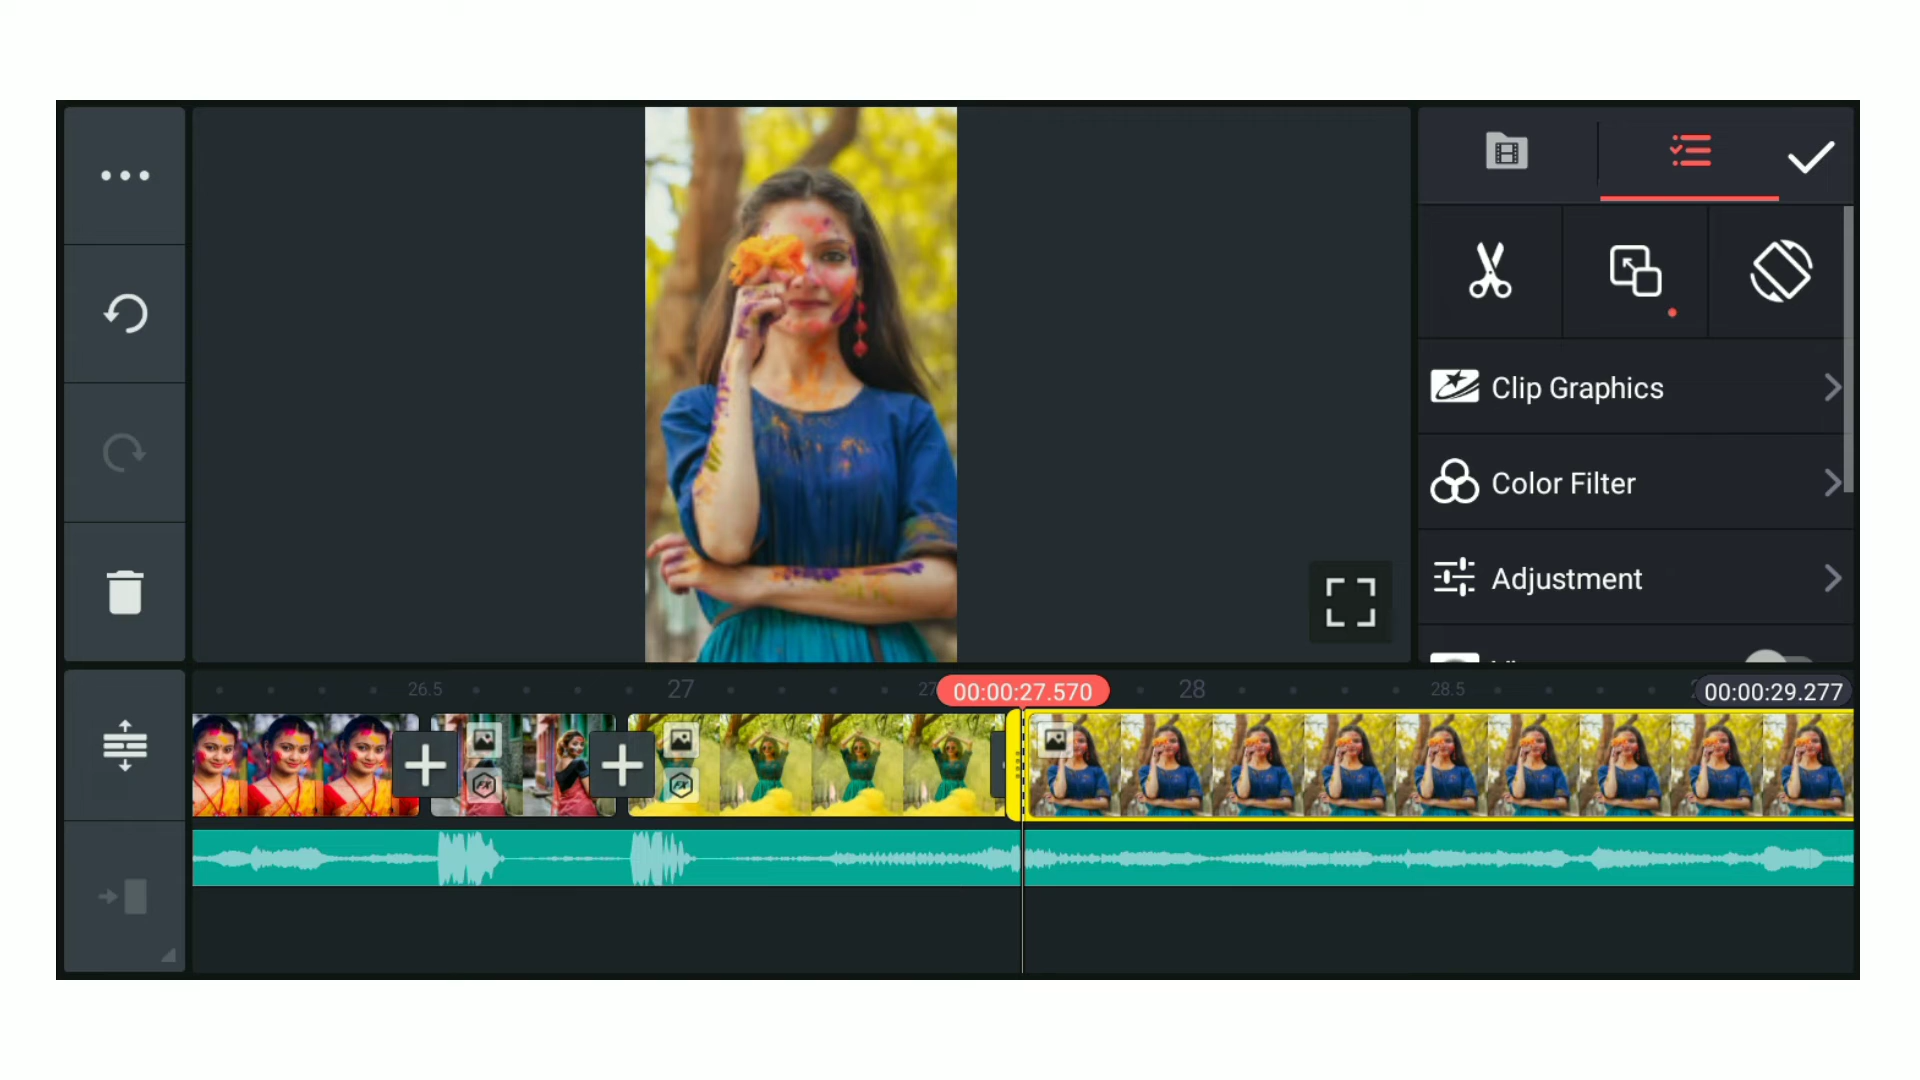 Clip Graphics
Color Filter
Adjustment
26.5
27
00:00:27.570
28
28.5
00:00:29.277